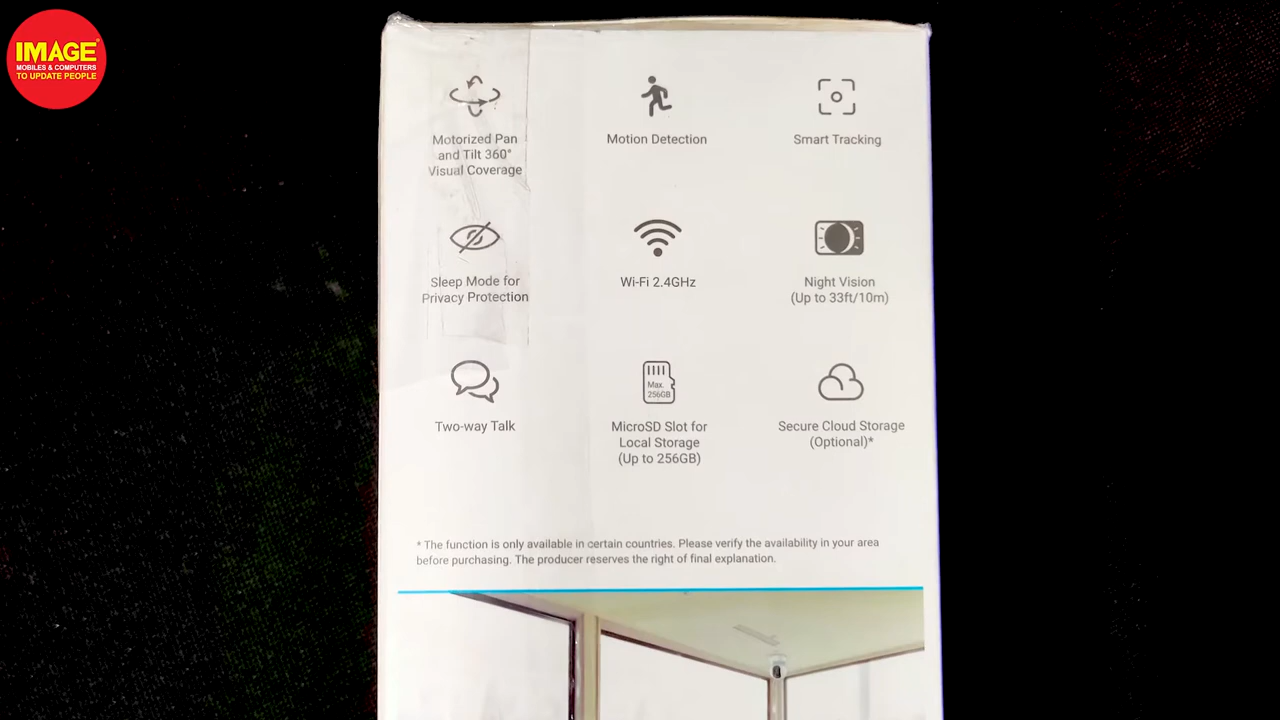 IMAGE
MOBILES & COMPUTERS
TO UPDATE PEOPLE
Motorized Pan
and Tilt 360°
Visual Coverage
Motion Detection
Smart Tracking
Sleep Mode for
Privacy Protection
Wi-Fi 2.4GHz
Night Vision
(Up to 33ft/10m)
Two-way Talk
Max.
256GB
MicroSD Slot for
Local Storage
(Up to 256GB)
Secure Cloud Storage
(Optional)*
* The function is only available in certain countries. Please verify the availability in your area
before purchasing. The producer reserves the right of final explanation.